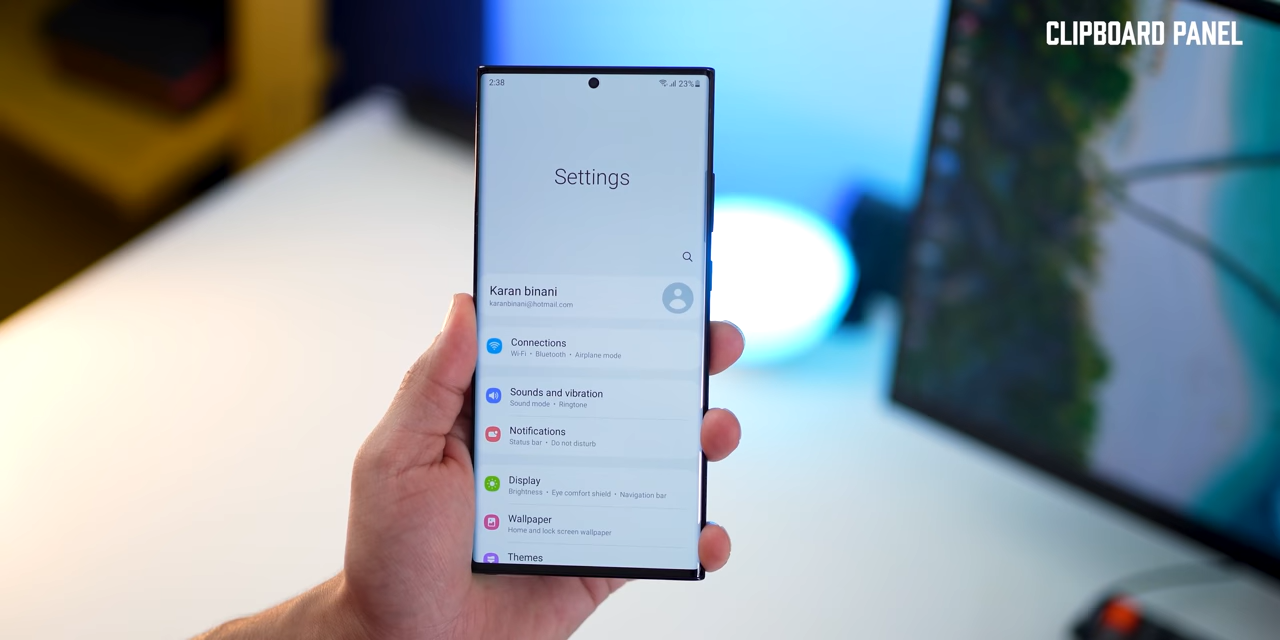 CLIPBOARD PANEL
2:38
23%
Settings
Karan binani
karanbinani@hotmail.com
Connections
Wi-Fi • Bluetooth • Airplane mode
Sounds and vibration
Sound mode • Ringtone
Notifications
Status bar • Do not disturb
Display
Brightness • Eye comfort shield • Navigation bar
Wallpaper
Home and lock screen wallpaper
Themes